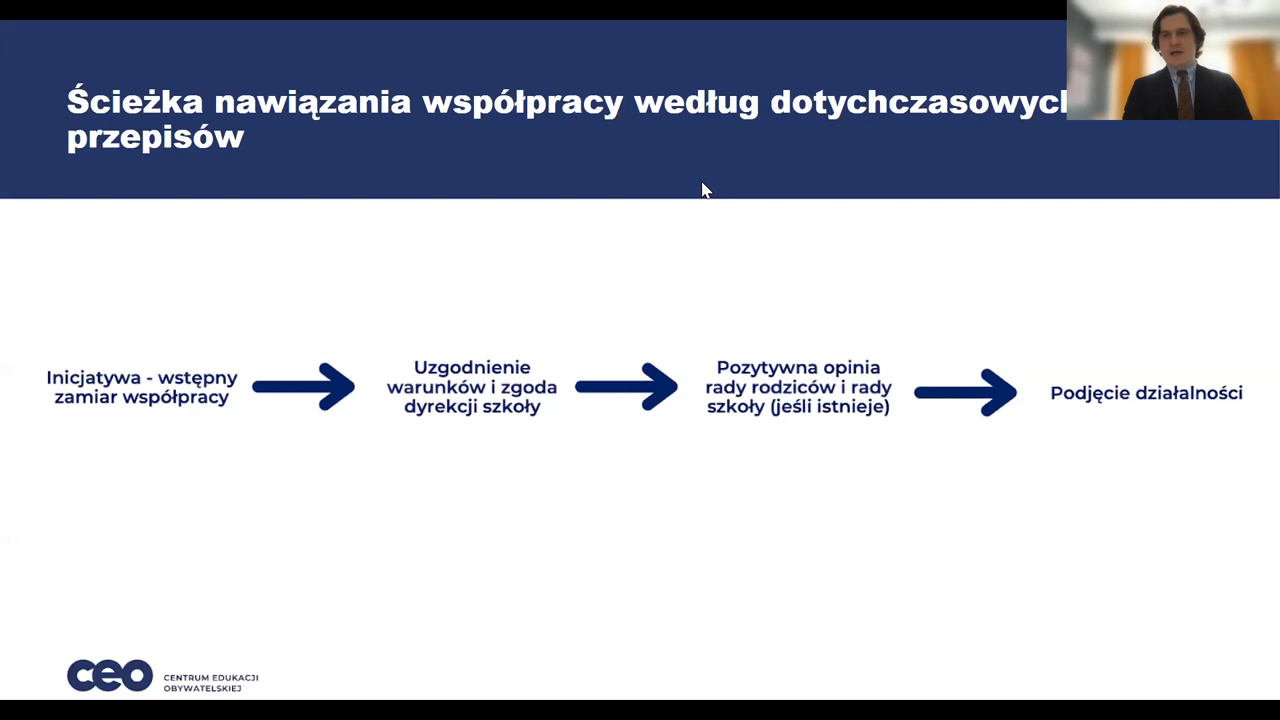 Ścieżka nawiązania współpracy według dotychczasowych
przepisów
Inicjatywa - wstępny
zamiar współpracy
Uzgodnienie
warunków i zgoda
dyrekcji szkoły
Pozytywna opinia
rady rodziców i rady
szkoły (jeśli istnieje)
Podjęcie działalności
ceo
CENTRUM EDUKACJI
OBYWATELSKIEJ